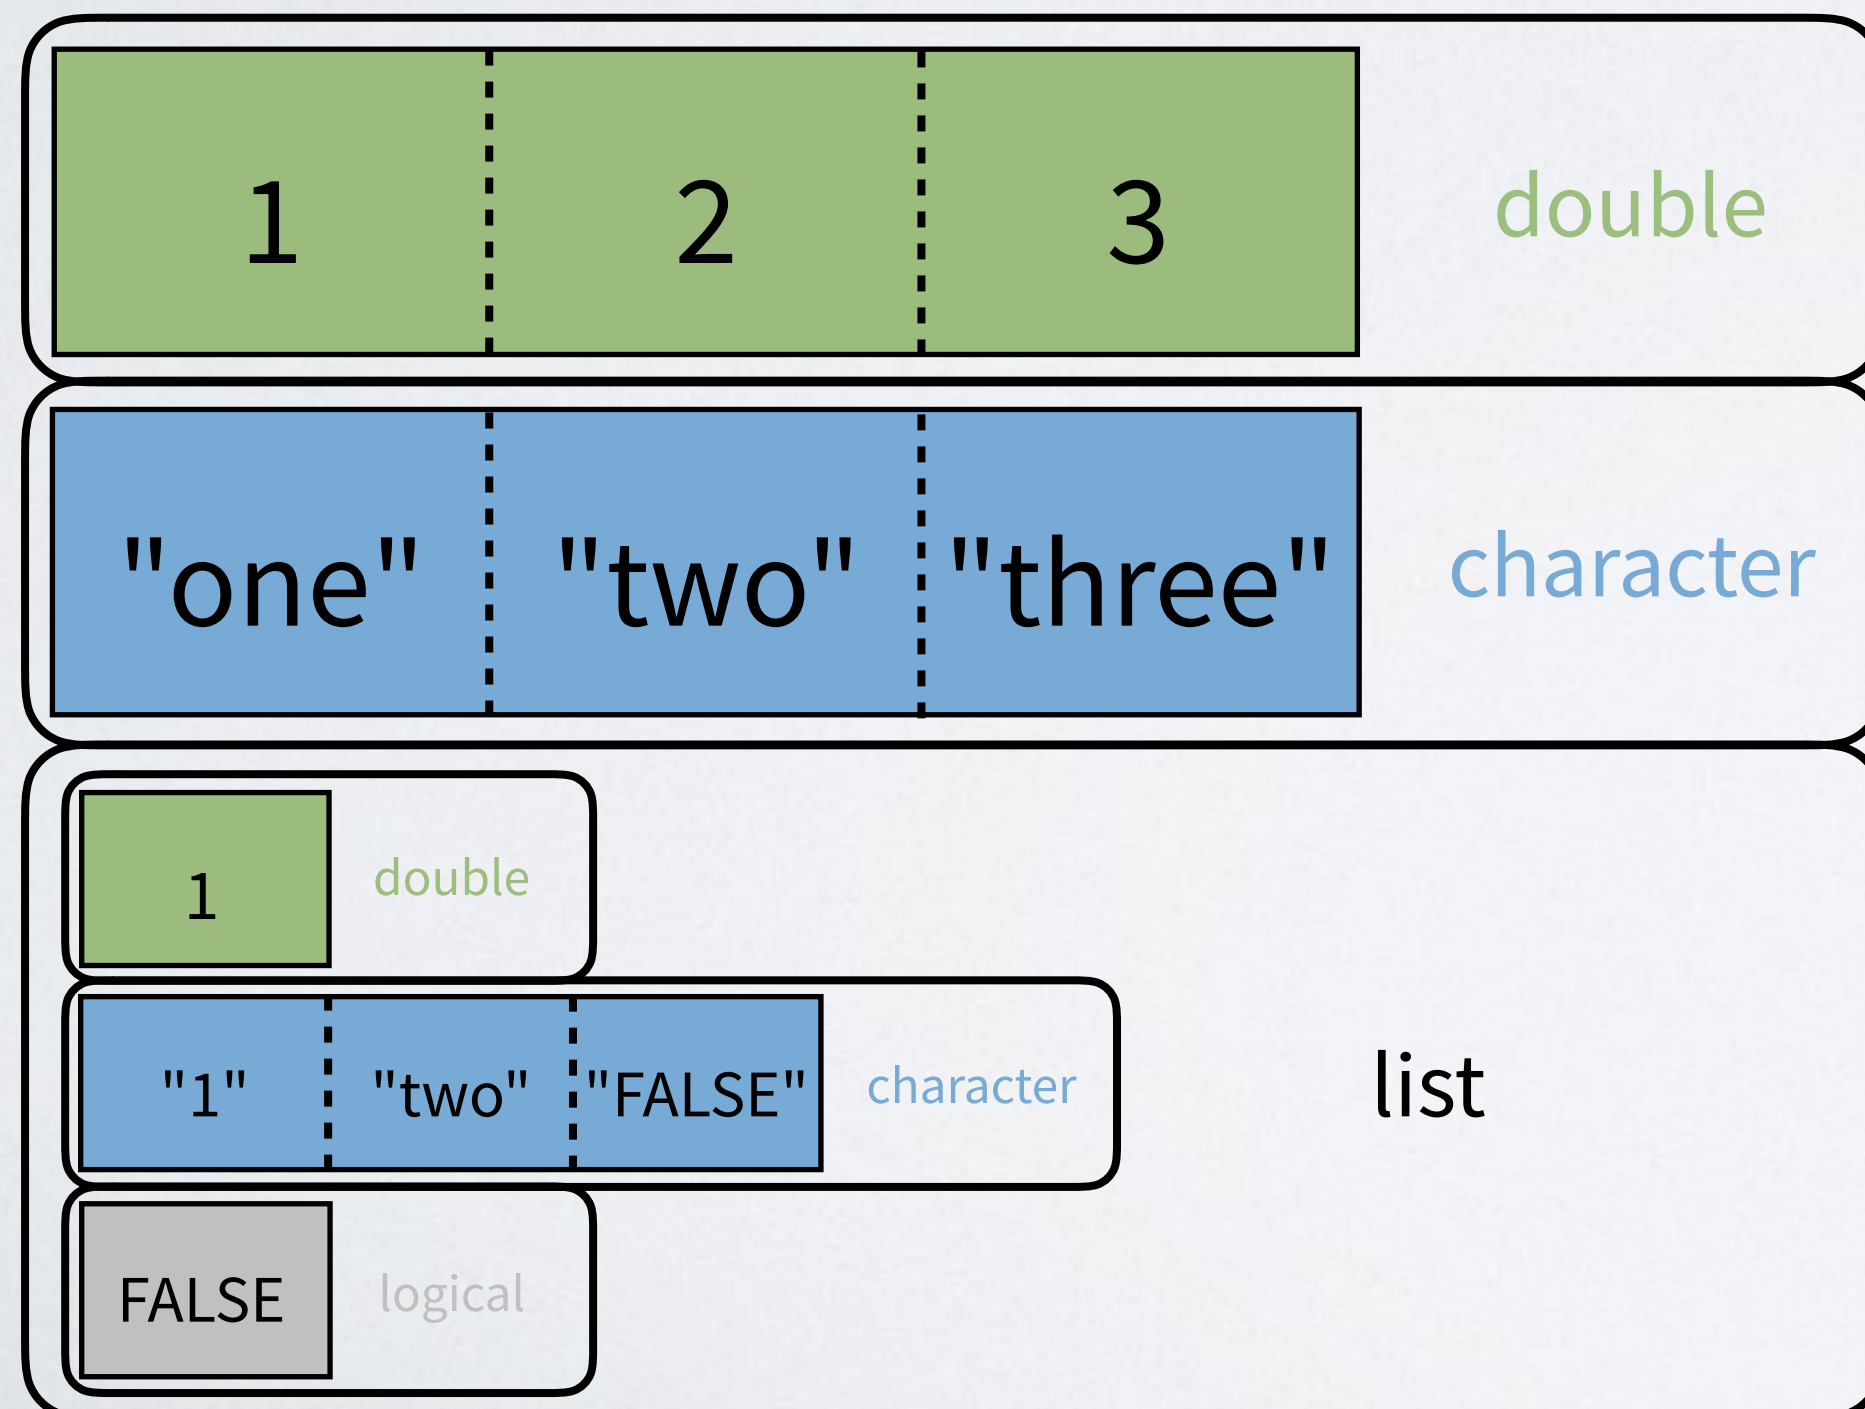 1 2 3 double
"one" "two" "three" character
1 double
"1" "two" "FALSE" character
list
FALSE logical